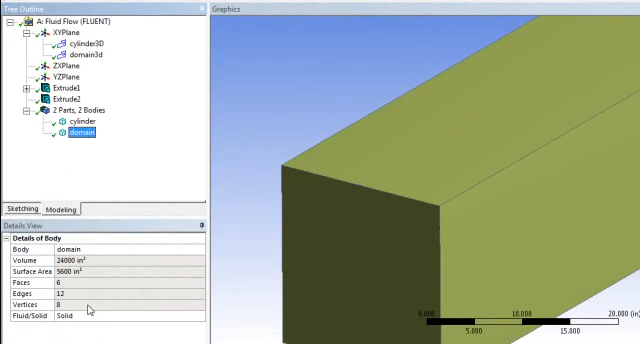 Tree Outline
A: Fluid Flow (FLUENT)
XYPlane
cylinder3D
domain3d
ZXPlane
YZPlane
Extrude1
Extrude2
2 Parts, 2 Bodies
cylinder
domain
Sketching Modeling
Details View
Details of Body
Body domain
Volume 24000 in³
Surface Area 5600 in²
Faces 6
Edges 12
Vertices 8
Fluid/Solid Solid
Graphics
0.000 10.000 20.000 (in)
5.000 15.000